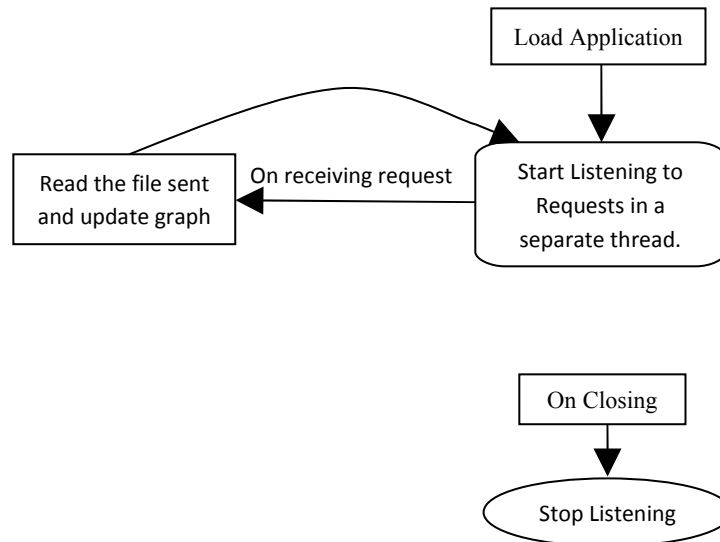 Load Application
Read the file sent
and update graph
On receiving request
Start Listening to
Requests in a
separate thread.
On Closing
Stop Listening